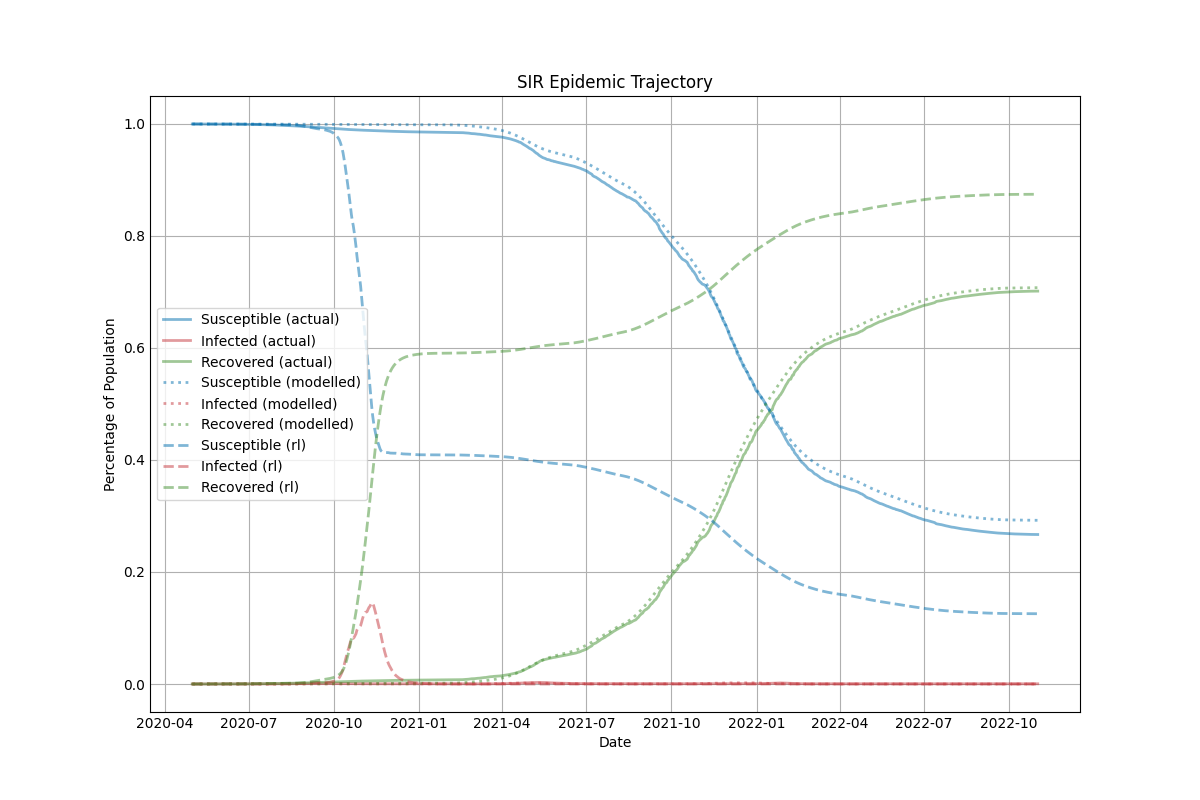 SIR Epidemic Trajectory
Percentage of Population
1.0
0.8
0.6
0.4
0.2
0.0
Susceptible (actual)
Infected (actual)
Recovered (actual)
Susceptible (modelled)
Infected (modelled)
Recovered (modelled)
Susceptible (rl)
Infected (rl)
Recovered (rl)
2020-04 2020-07 2020-10 2021-01 2021-04 2021-07 2021-10 2022-01 2022-04 2022-07 2022-10
Date